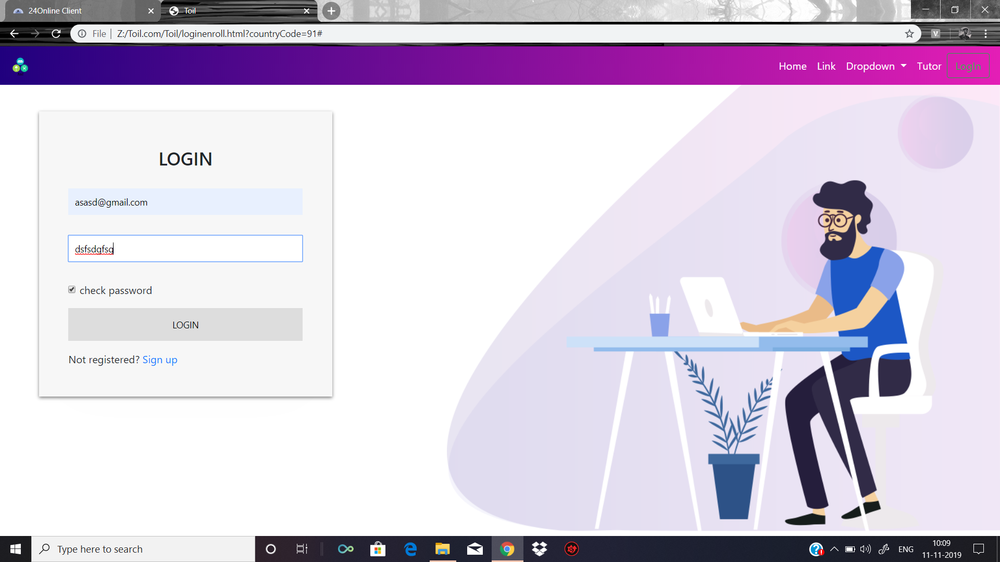 24Online Client
Toil
File | Z:/Toil.com/Toil/loginenroll.html?countryCode=91#
Home Link Dropdown Tutor LogIn
LOGIN
asasd@gmail.com
check password
LOGIN
Not registered? Sign up
Type here to search
ENG
10:09
11-11-2019